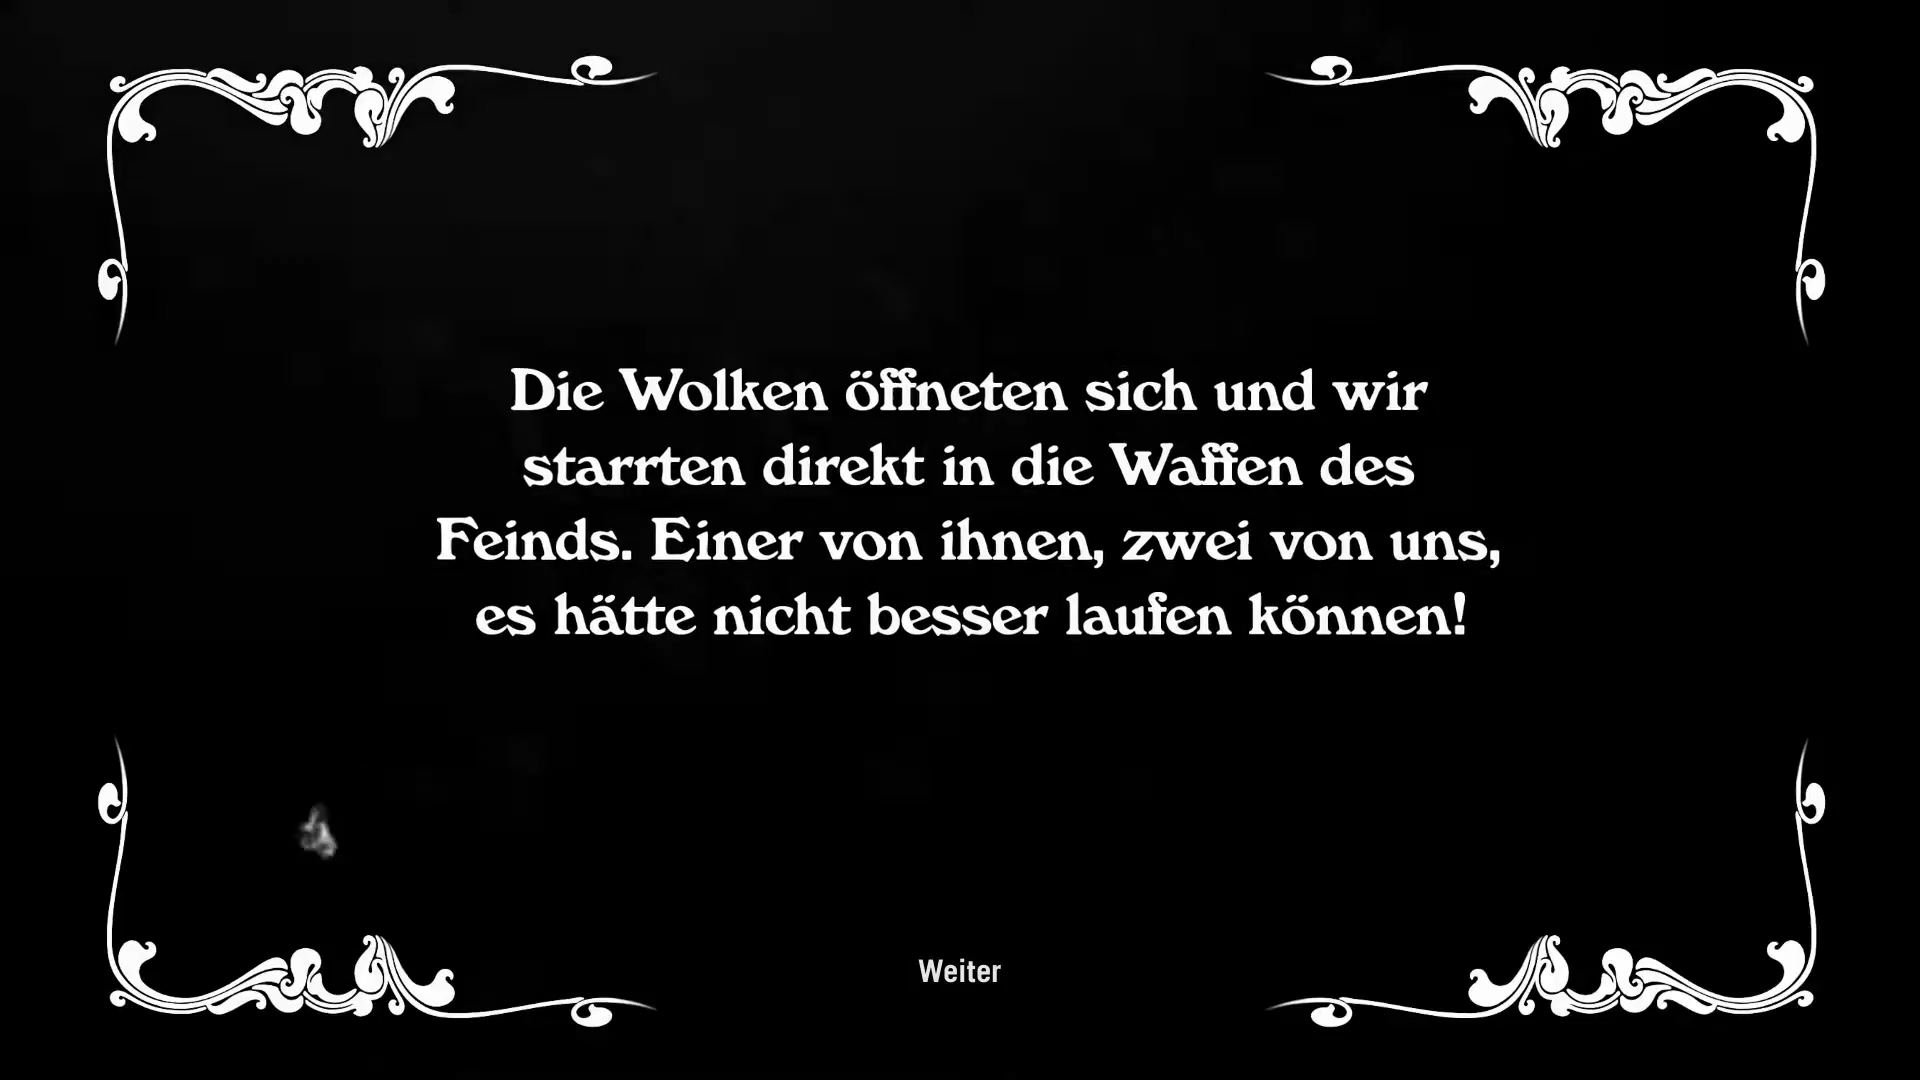 Die Wolken öffneten sich und wir
starrten direkt in die Waffen des
Feinds. Einer von ihnen, zwei von uns,
es hätte nicht besser laufen können!
Weiter